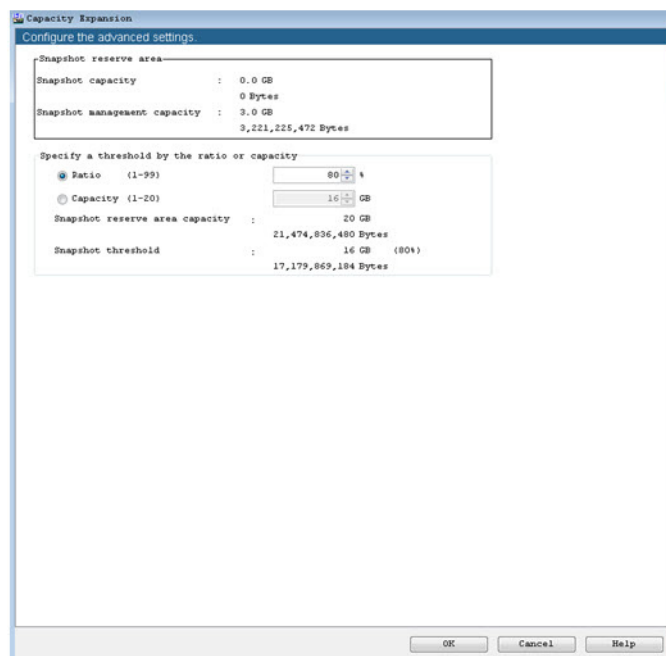 Capacity Expansion
Configure the advanced settings.
Snapshot reserve area
Snapshot capacity : 0.0 GB
0 Bytes
Snapshot management capacity : 3.0 GB
3,221,225,472 Bytes
Specify a threshold by the ratio or capacity
Ratio (1-99) 80 %
Capacity (1-20) 16 GB
Snapshot reserve area capacity : 20 GB
21,474,836,480 Bytes
Snapshot threshold : 16 GB (80%)
17,179,869,184 Bytes
OK Cancel Help